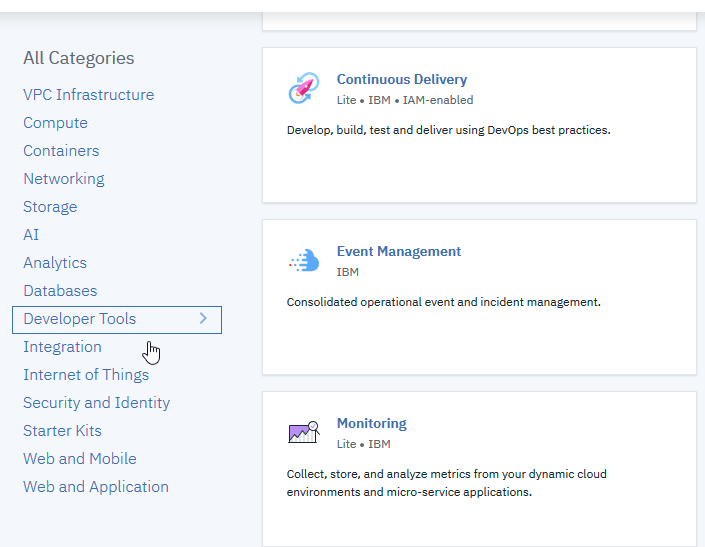 All Categories
VPC Infrastructure
Compute
Containers
Networking
Storage
AI
Analytics
Databases
Developer Tools
Integration
Internet of Things
Security and Identity
Starter Kits
Web and Mobile
Web and Application
Continuous Delivery
Lite • IBM • IAM-enabled
Develop, build, test and deliver using DevOps best practices.
Event Management
IBM
Consolidated operational event and incident management.
Monitoring
Lite • IBM
Collect, store, and analyze metrics from your dynamic cloud
environments and micro-service applications.